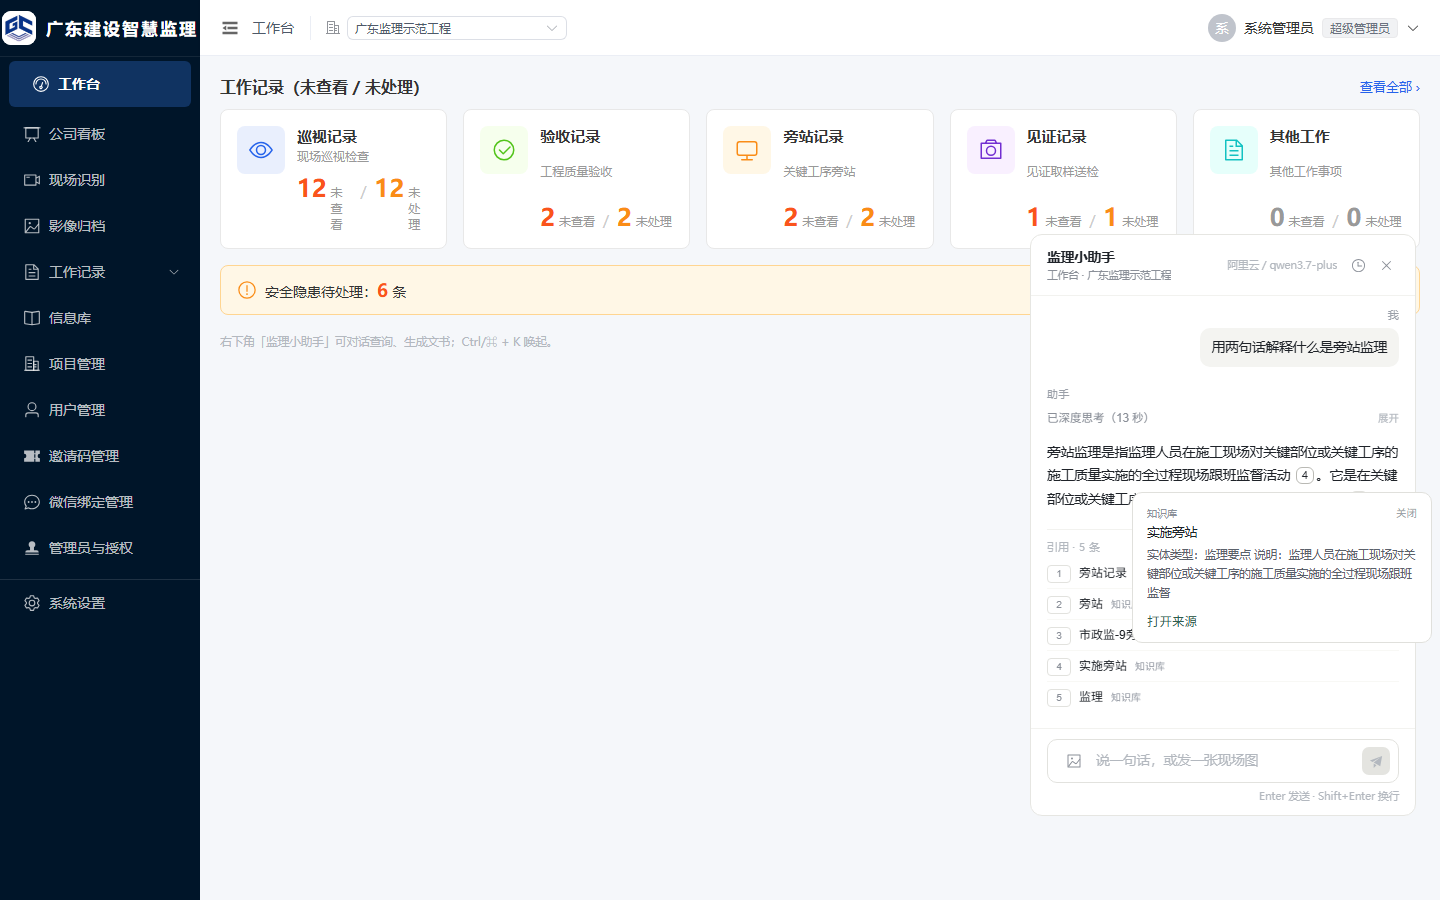 广东建设智慧监理
工作台
公司看板
现场识别
影像归档
工作记录
信息库
项目管理
用户管理
邀请码管理
微信绑定管理
管理员与授权
系统设置
工作台
广东监理示范工程
系
系统管理员
超级管理员
工作记录（未查看 / 未处理）
查看全部 ›
巡视记录
现场巡视检查
12 未查看 / 12 未处理
验收记录
工程质量验收
2 未查看 / 2 未处理
旁站记录
关键工序旁站
2 未查看 / 2 未处理
见证记录
见证取样送检
1 未查看 / 1 未处理
其他工作
其他工作事项
0 未查看 / 0 未处理
安全隐患待处理：6 条
右下角「监理小助手」可对话查询、生成文书；Ctrl/⌘ + K 唤起。
监理小助手
工作台 · 广东监理示范工程
阿里云 / qwen3.7-plus
我
用两句话解释什么是旁站监理
助手
已深度思考（13 秒）
展开
旁站监理是指监理人员在施工现场对关键部位或关键工序的
施工质量实施的全过程现场跟班监督活动 4 。它是在关键
部位或关键工
引用 · 5 条
1 旁站记录
2 旁站 知识
3 市政监-9
4 实施旁站 知识库
5 监理 知识库
知识库
关闭
实施旁站
实体类型：监理要点 说明：监理人员在施工现场对关
键部位或关键工序的施工质量实施的全过程现场跟班
监督
打开来源
说一句话，或发一张现场图
Enter 发送 · Shift+Enter 换行